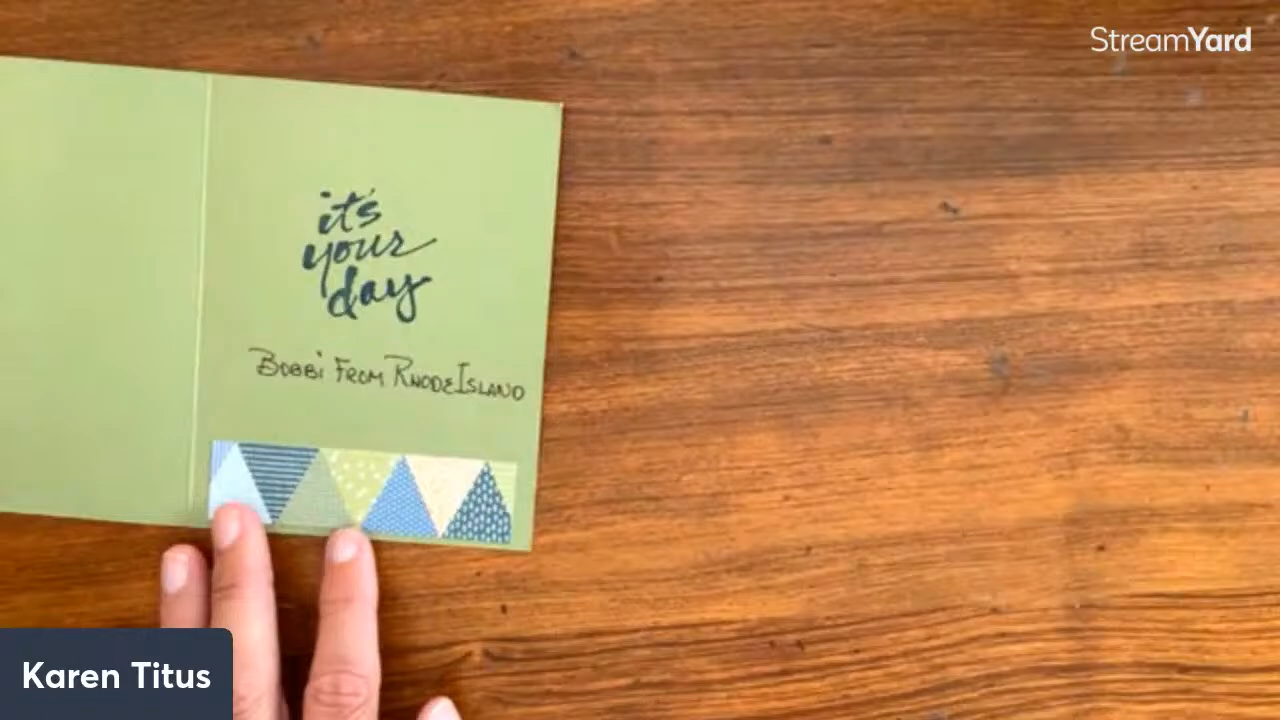 StreamYard
it's
your
day
BOBBi FROM RHODE ISLAND
Karen Titus